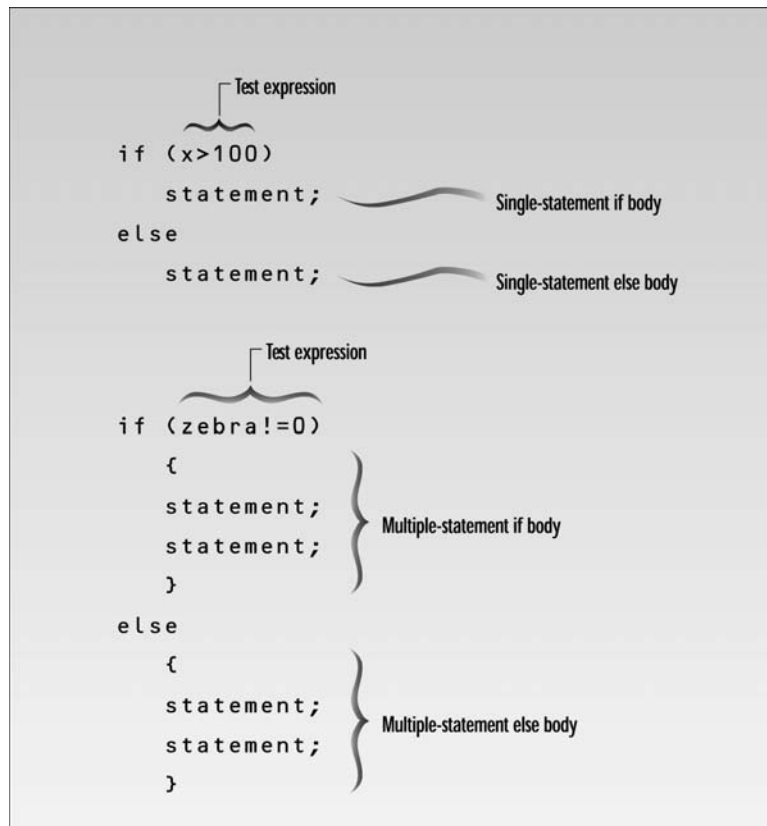 Test expression
if (x>100)
statement; Single-statement if body
else
statement; Single-statement else body
Test expression
if (zebra!=0)
{
statement;
statement;
Multiple-statement if body
}
else
{
statement;
statement;
Multiple-statement else body
}